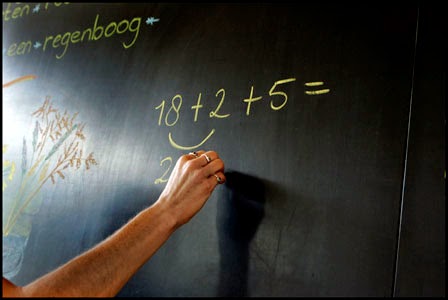 een * regenboog
18 + 2 + 5 =
2